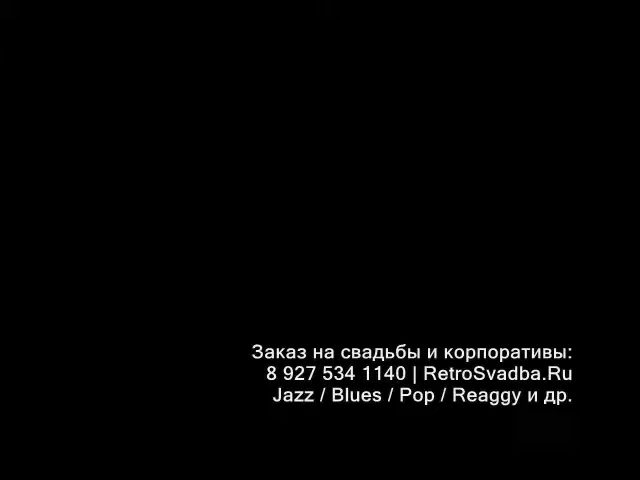 Заказ на свадьбы и корпоративы:
8 927 534 1140 | RetroSvadba.Ru
Jazz / Blues / Pop / Reaggy и др.